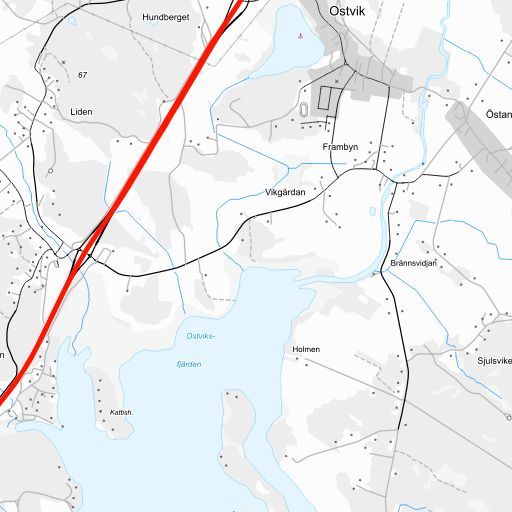 Hundberget
Ostvik
67
Liden
Östan
Frambyn
Vikgärdan
Brännsvidjan
Ostviks-
fjärden
Holmen
Sjulsvike
Kattish.